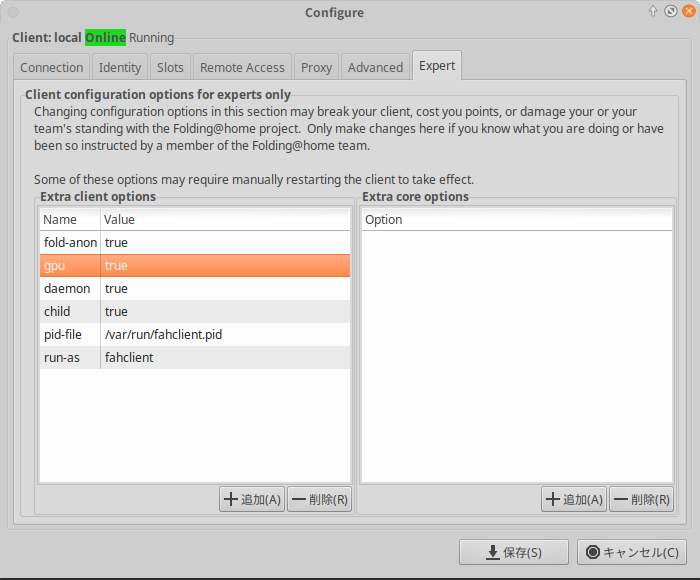 Configure
Client: local Online Running
Connection Identity Slots Remote Access Proxy Advanced Expert
Client configuration options for experts only
Changing configuration options in this section may break your client, cost you points, or damage your or your
team's standing with the Folding@home project.  Only make changes here if you know what you are doing or have
been so instructed by a member of the Folding@home team.
Some of these options may require manually restarting the client to take effect.
Extra client options
Name Value
fold-anon true
gpu true
daemon true
child true
pid-file /var/run/fahclient.pid
run-as fahclient
追加(A) 削除(R)
Extra core options
Option
追加(A) 削除(R)
保存(S) キャンセル(C)